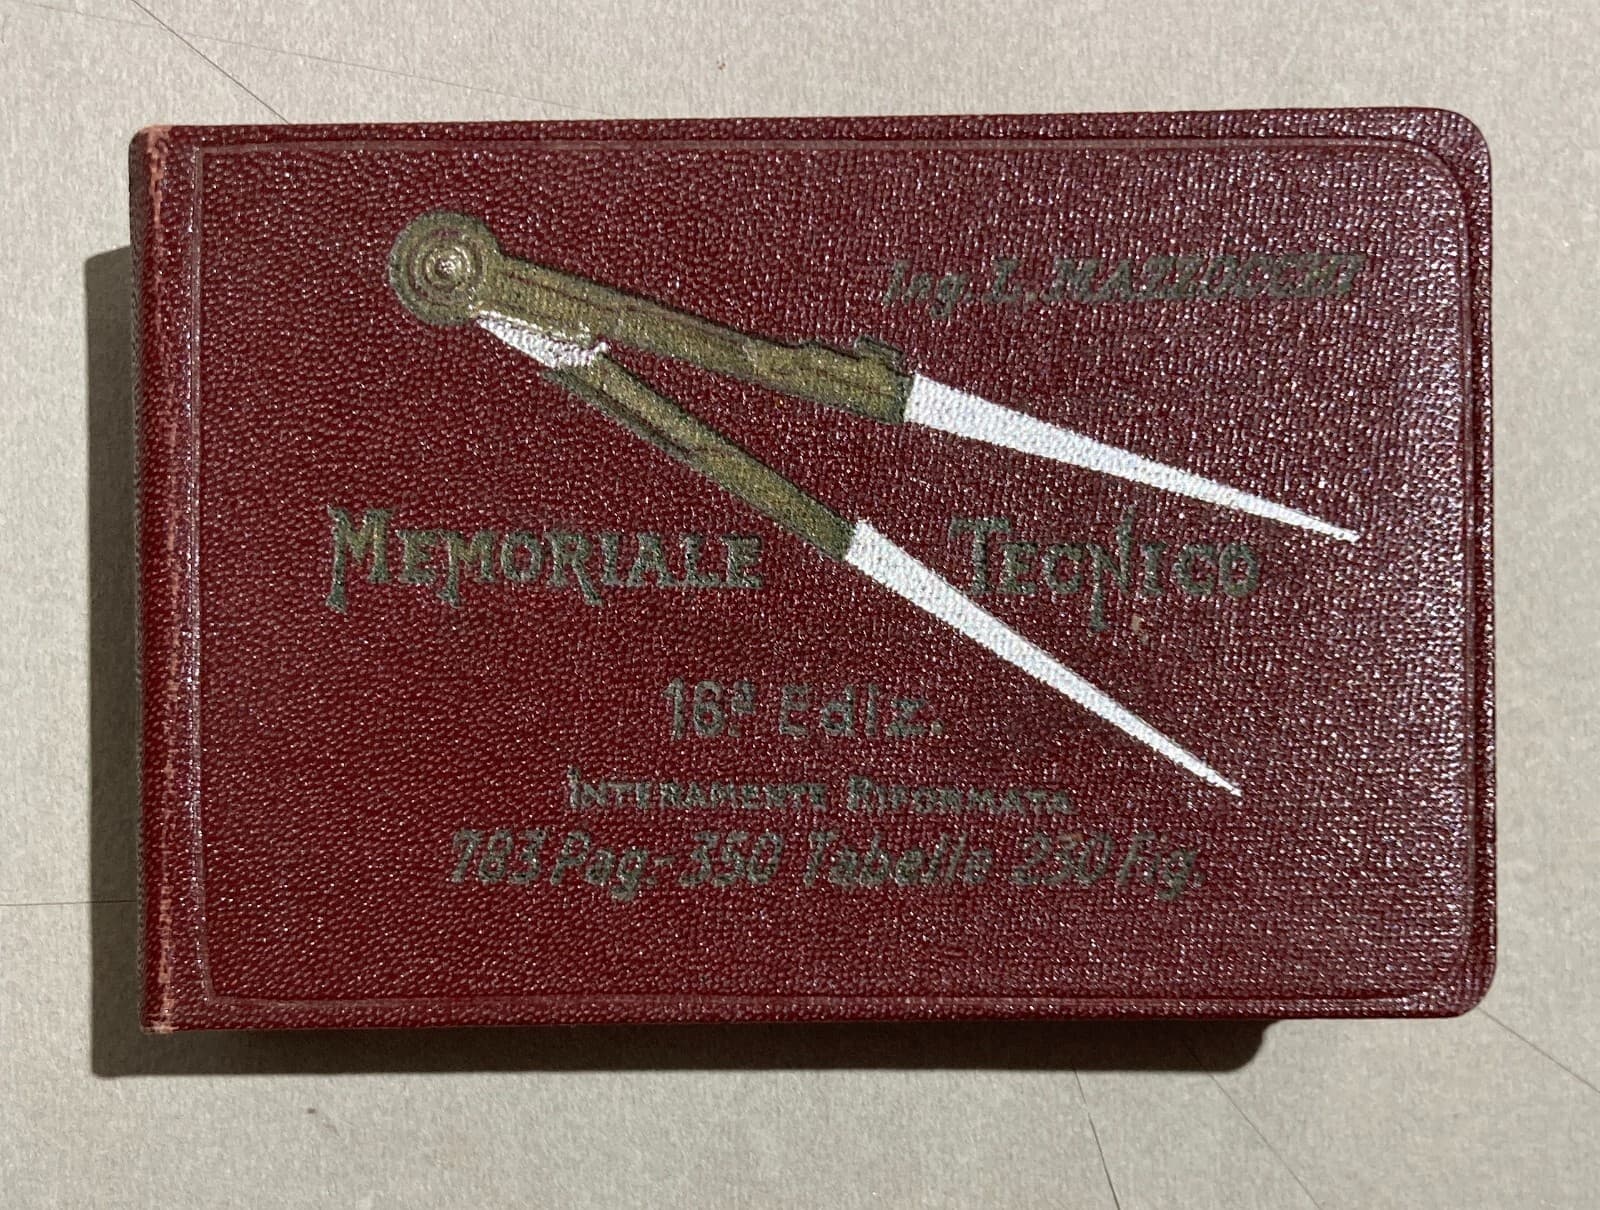 Ing. L. MAZZOCCHI
MEMORIALE TECNICO
16ª Ediz.
INTERAMENTE RIFORMATA
783 Pag.- 350 Tabelle 230 Fig.